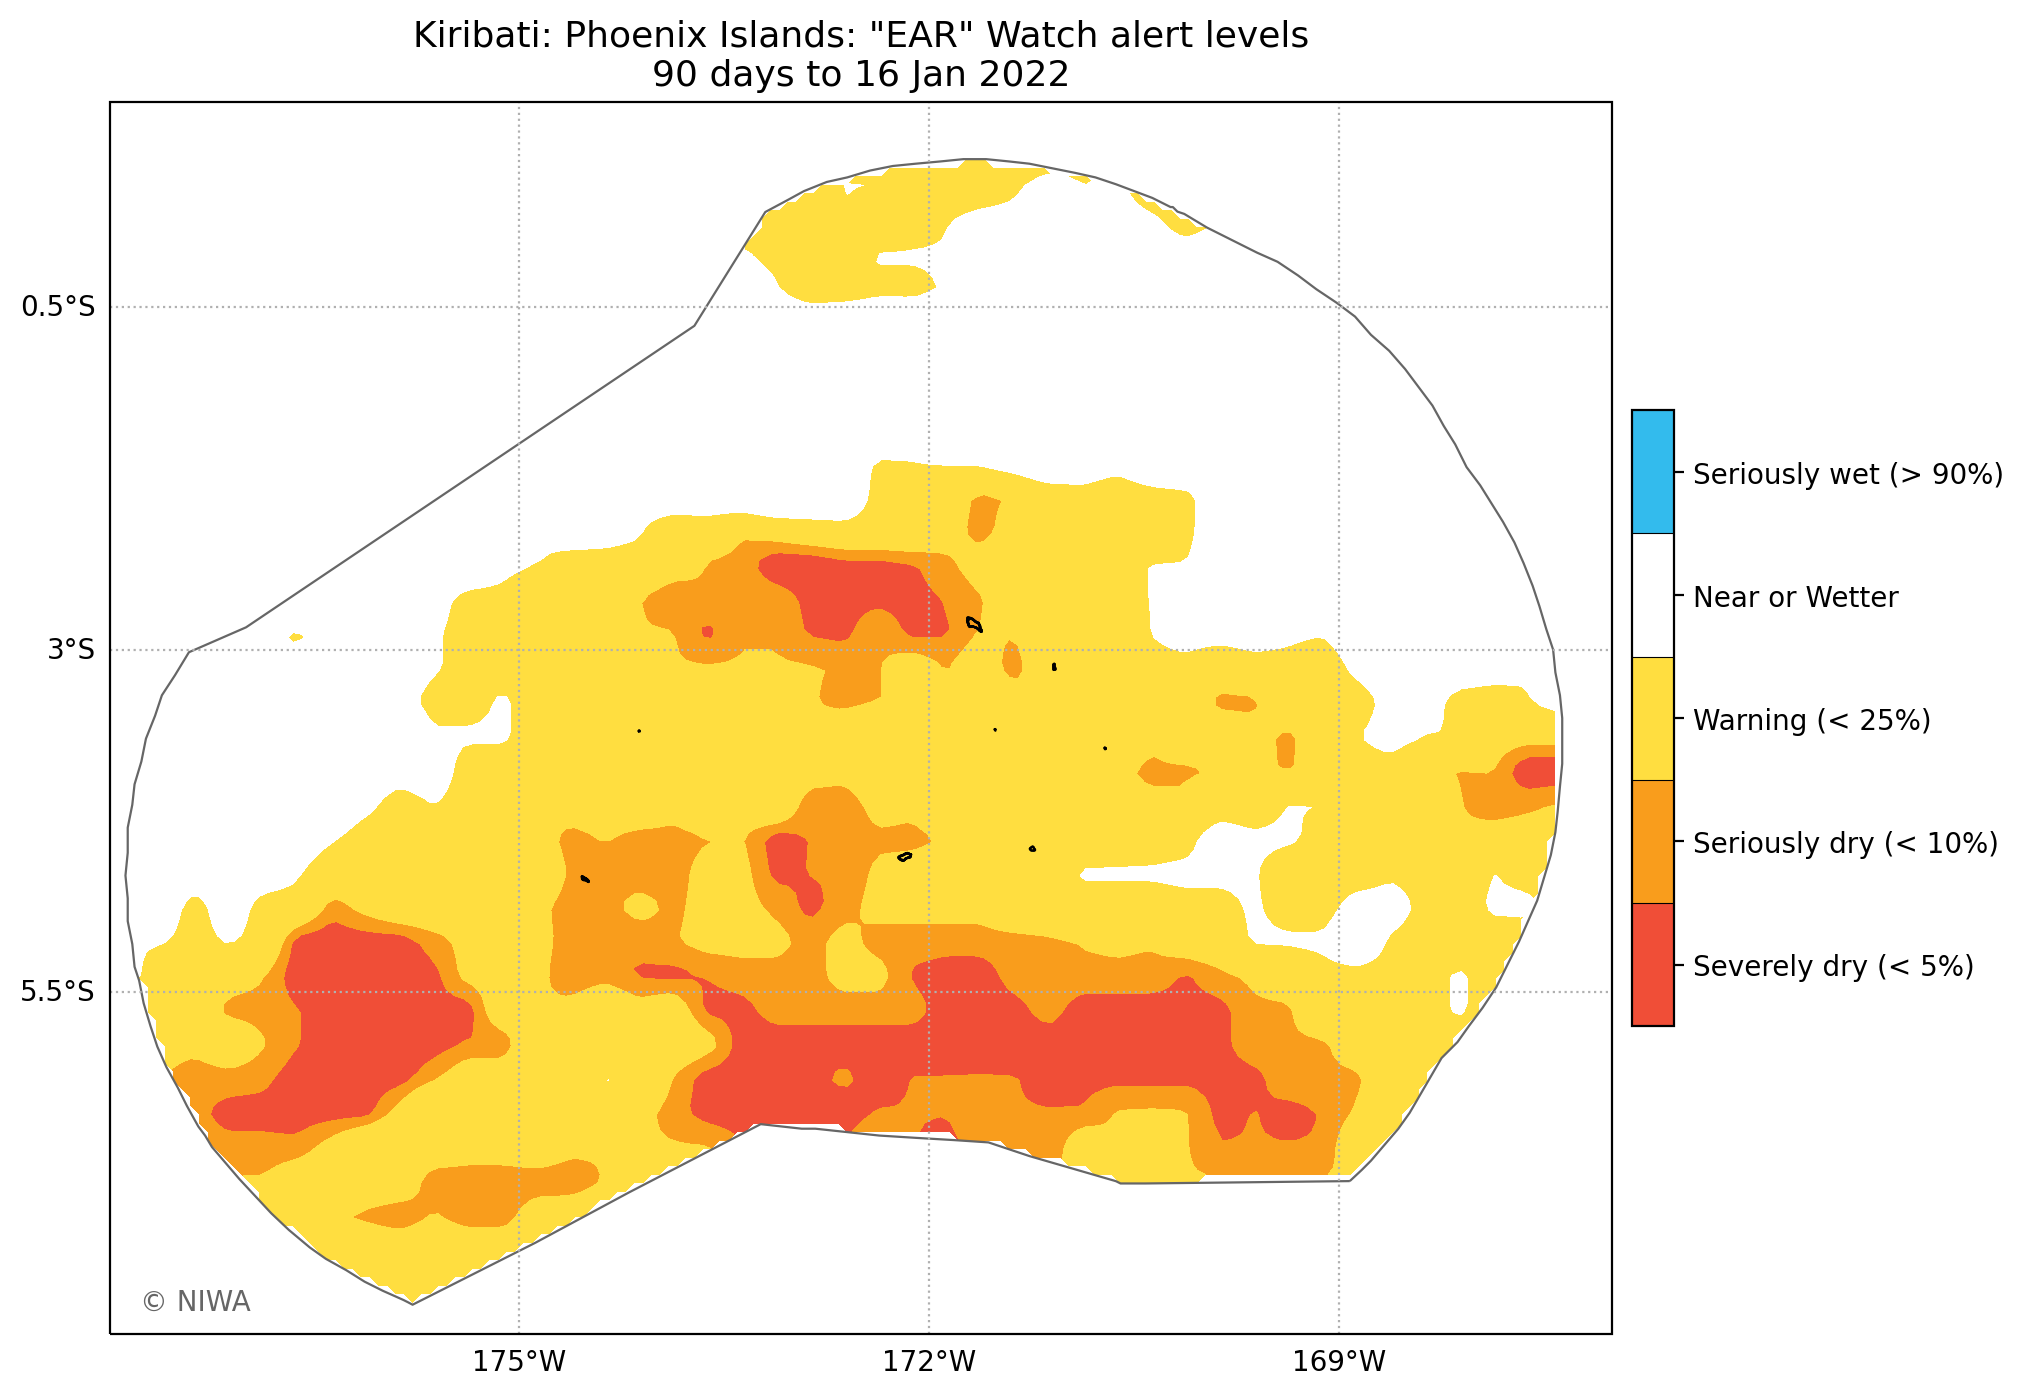 Kiribati: Phoenix Islands: "EAR" Watch alert levels
90 days to 16 Jan 2022
0.5°S
3°S
5.5°S
175°W
172°W
169°W
Seriously wet (> 90%)
Near or Wetter
Warning (< 25%)
Seriously dry (< 10%)
Severely dry (< 5%)
© NIWA